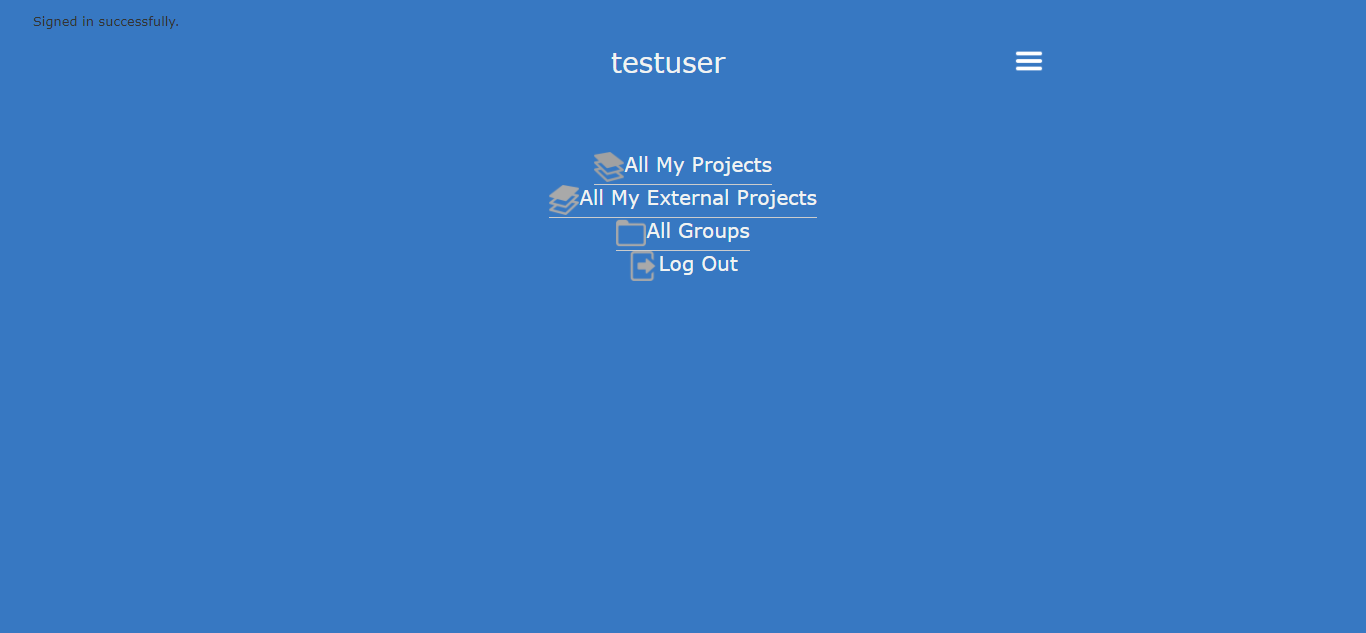 Signed in successfully.
testuser
All My Projects
All My External Projects
All Groups
Log Out